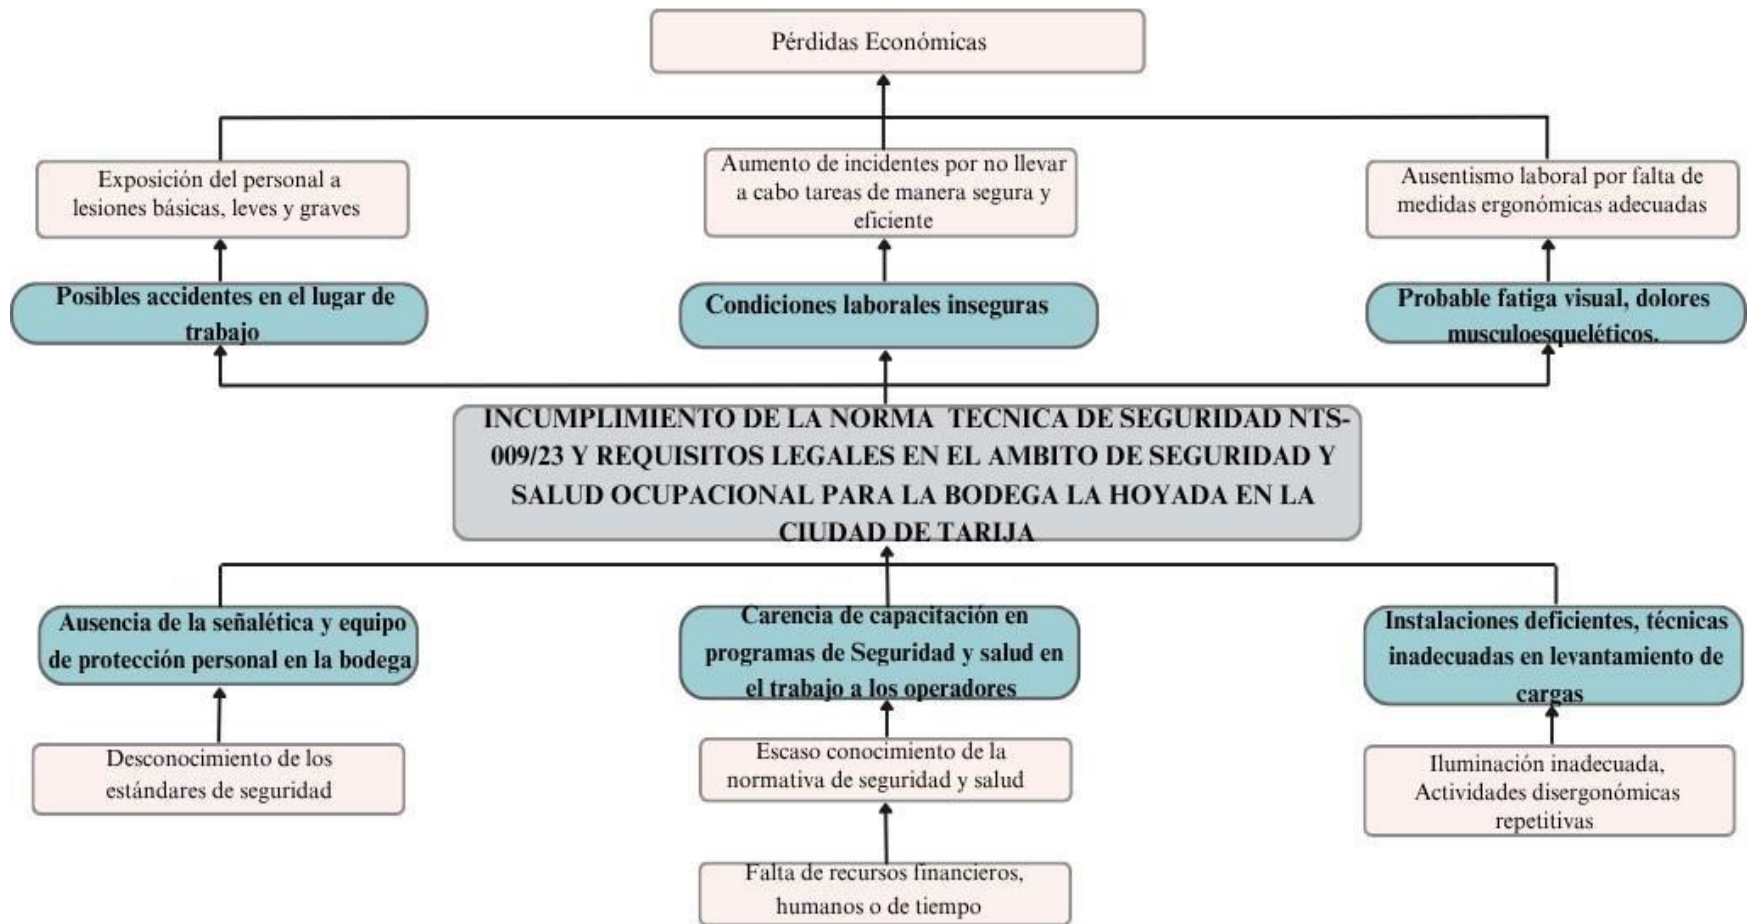 Pérdidas Económicas
Exposición del personal a
lesiones básicas, leves y graves
Aumento de incidentes por no llevar
a cabo tareas de manera segura y
eficiente
Ausentismo laboral por falta de
medidas ergonómicas adecuadas
Posibles accidentes en el lugar de
trabajo
Condiciones laborales inseguras
Probable fatiga visual, dolores
musculoesqueléticos.
INCUMPLIMIENTO DE LA NORMA TECNICA DE SEGURIDAD NTS-
009/23 Y REQUISITOS LEGALES EN EL AMBITO DE SEGURIDAD Y
SALUD OCUPACIONAL PARA LA BODEGA LA HOYADA EN LA
CIUDAD DE TARIJA
Ausencia de la señalética y equipo
de protección personal en la bodega
Carencia de capacitación en
programas de Seguridad y salud en
el trabajo a los operadores
Instalaciones deficientes, técnicas
inadecuadas en levantamiento de
cargas
Desconocimiento de los
estándares de seguridad
Escaso conocimiento de la
normativa de seguridad y salud
Iluminación inadecuada,
Actividades disergonómicas
repetitivas
Falta de recursos financieros,
humanos o de tiempo